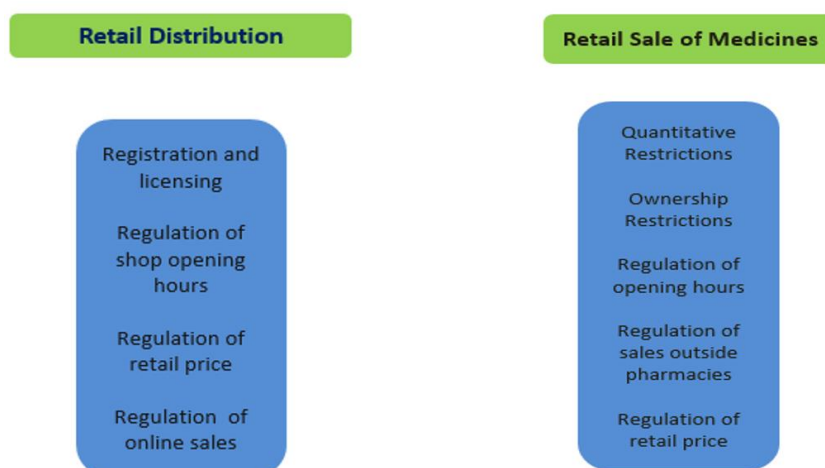 Retail Distribution
Registration and
licensing
Regulation of
shop opening
hours
Regulation of
retail price
Regulation of
online sales
Retail Sale of Medicines
Quantitative
Restrictions
Ownership
Restrictions
Regulation of
opening hours
Regulation of
sales outside
pharmacies
Regulation of
retail price